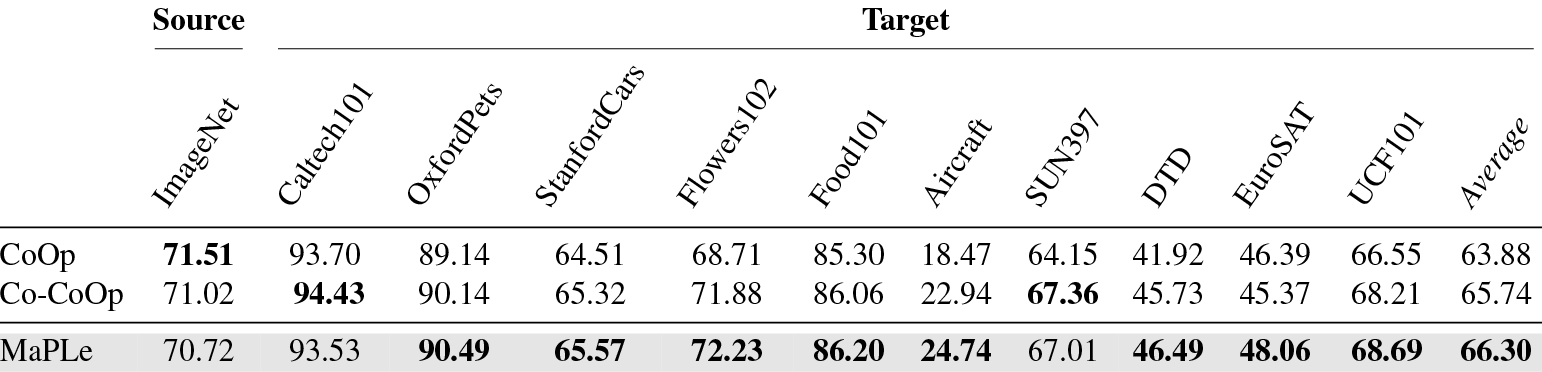 Source Target
ImageNet Caltech101 OxfordPets StanfordCars Flowers102 Food101 Aircraft SUN397 DTD EuroSAT UCF101 Average
CoOp 71.51 93.70 89.14 64.51 68.71 85.30 18.47 64.15 41.92 46.39 66.55 63.88
Co-CoOp 71.02 94.43 90.14 65.32 71.88 86.06 22.94 67.36 45.73 45.37 68.21 65.74
MaPLe 70.72 93.53 90.49 65.57 72.23 86.20 24.74 67.01 46.49 48.06 68.69 66.30